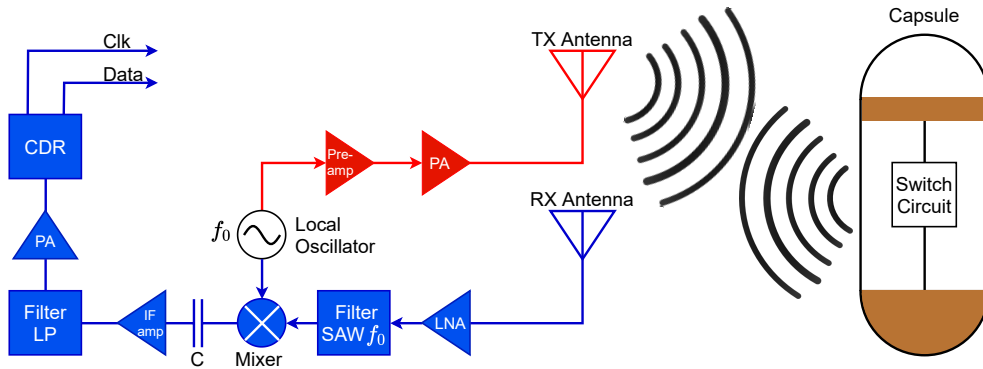 Capsule
Clk
TX Antenna
Data
CDR
Pre-
amp
PA
Switch
Circuit
RX Antenna
f0
Local
Oscillator
PA
Filter
LP
IF
amp
Filter
SAW f0
LNA
C
Mixer